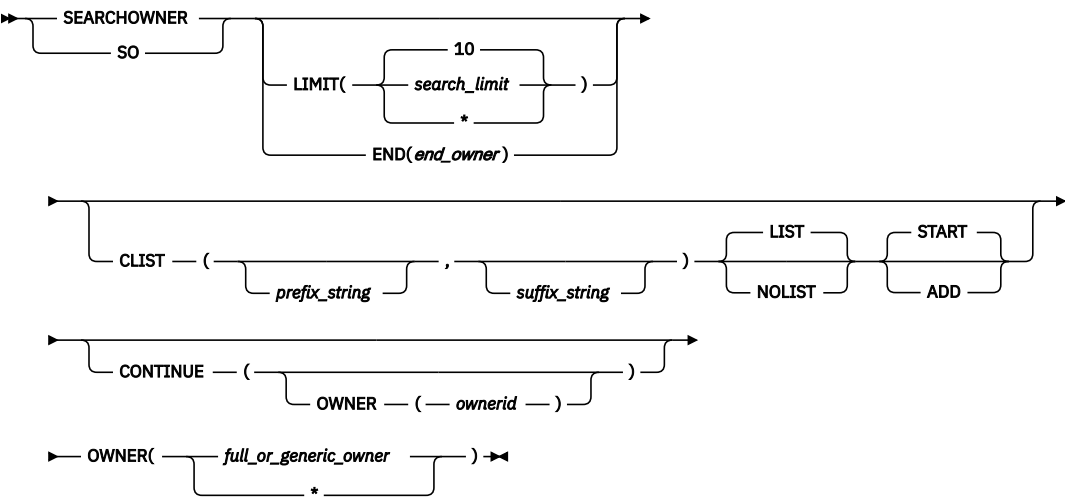 SEARCHOWNER
SO
10
LIMIT( search_limit )
*
END(end_owner)
LIST START
CLIST ( , )
prefix_string suffix_string NOLIST ADD
CONTINUE ( )
OWNER ( ownerid )
OWNER( full_or_generic_owner )
*